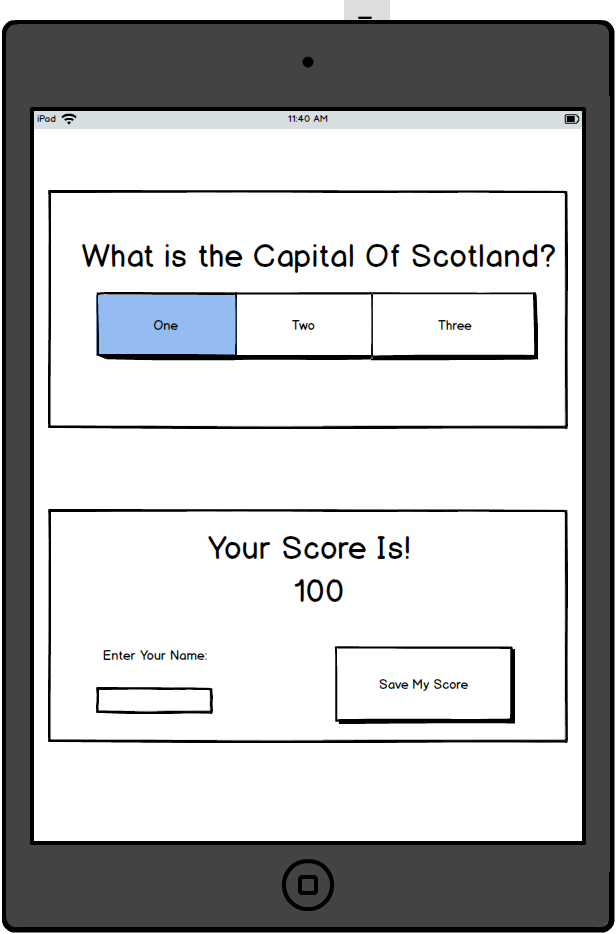 iPad 11:40 AM
What is the Capital Of Scotland?
One Two Three
Your Score Is!
100
Enter Your Name:
Save My Score